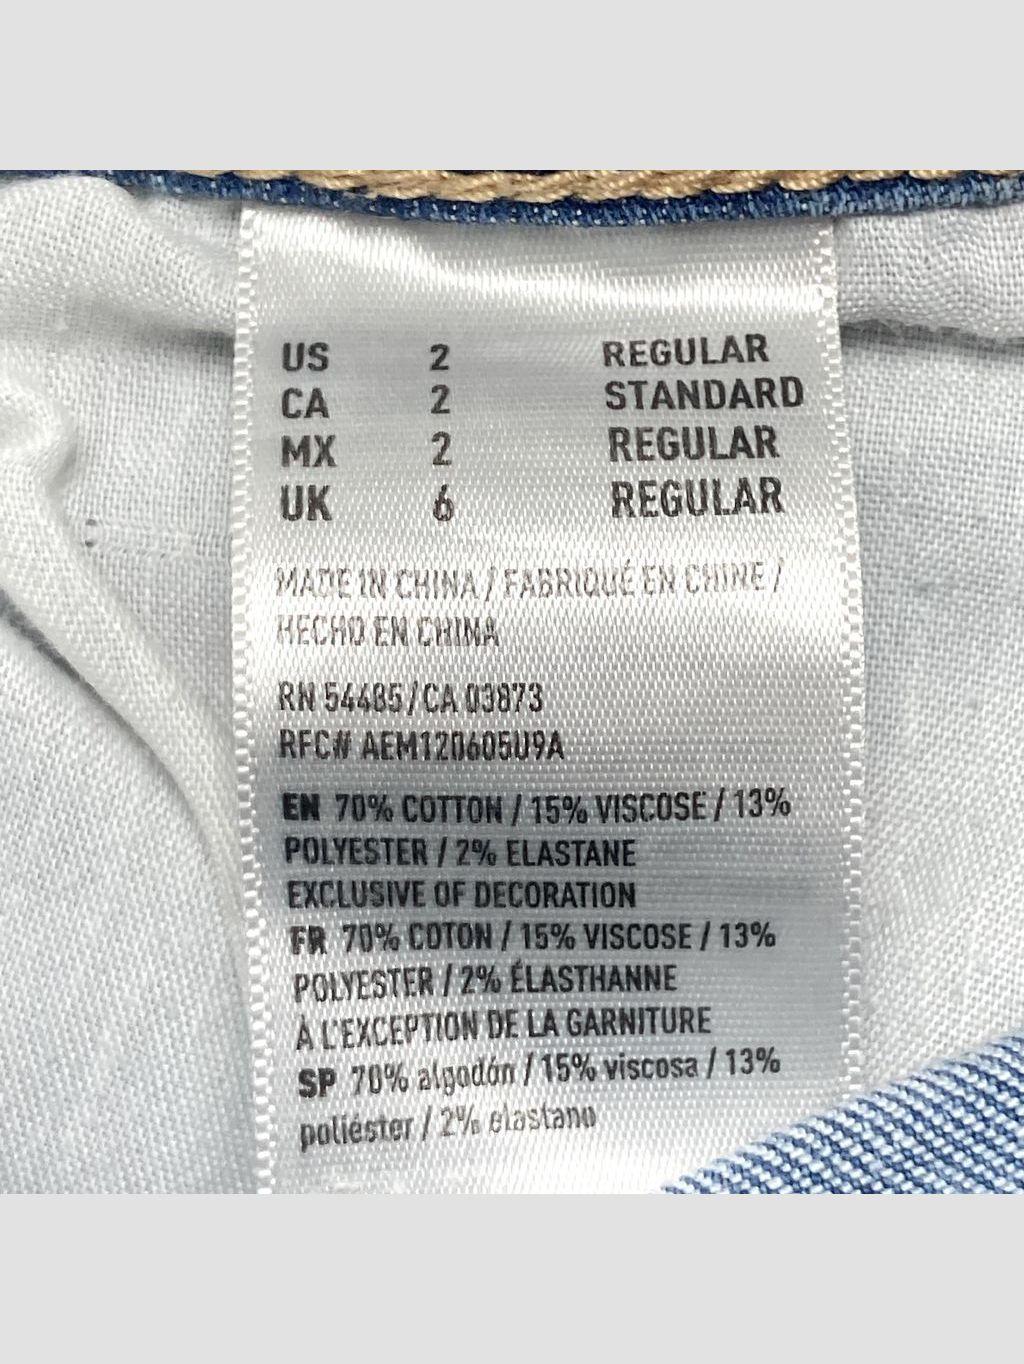 US 2 REGULAR
CA 2 STANDARD
MX 2 REGULAR
UK 6 REGULAR
MADE IN CHINA / FABRIQUÉ EN CHINE /
HECHO EN CHINA
RN 54485/CA 03873
RFC# AEM120605U9A
EN 70% COTTON / 15% VISCOSE / 13%
POLYESTER / 2% ELASTANE
EXCLUSIVE OF DECORATION
FR 70% COTON / 15% VISCOSE / 13%
POLYESTER / 2% ÉLASTHANNE
À L'EXCEPTION DE LA GARNITURE
SP 70% algodón / 15% viscosa / 13%
poliéster / 2% elastano